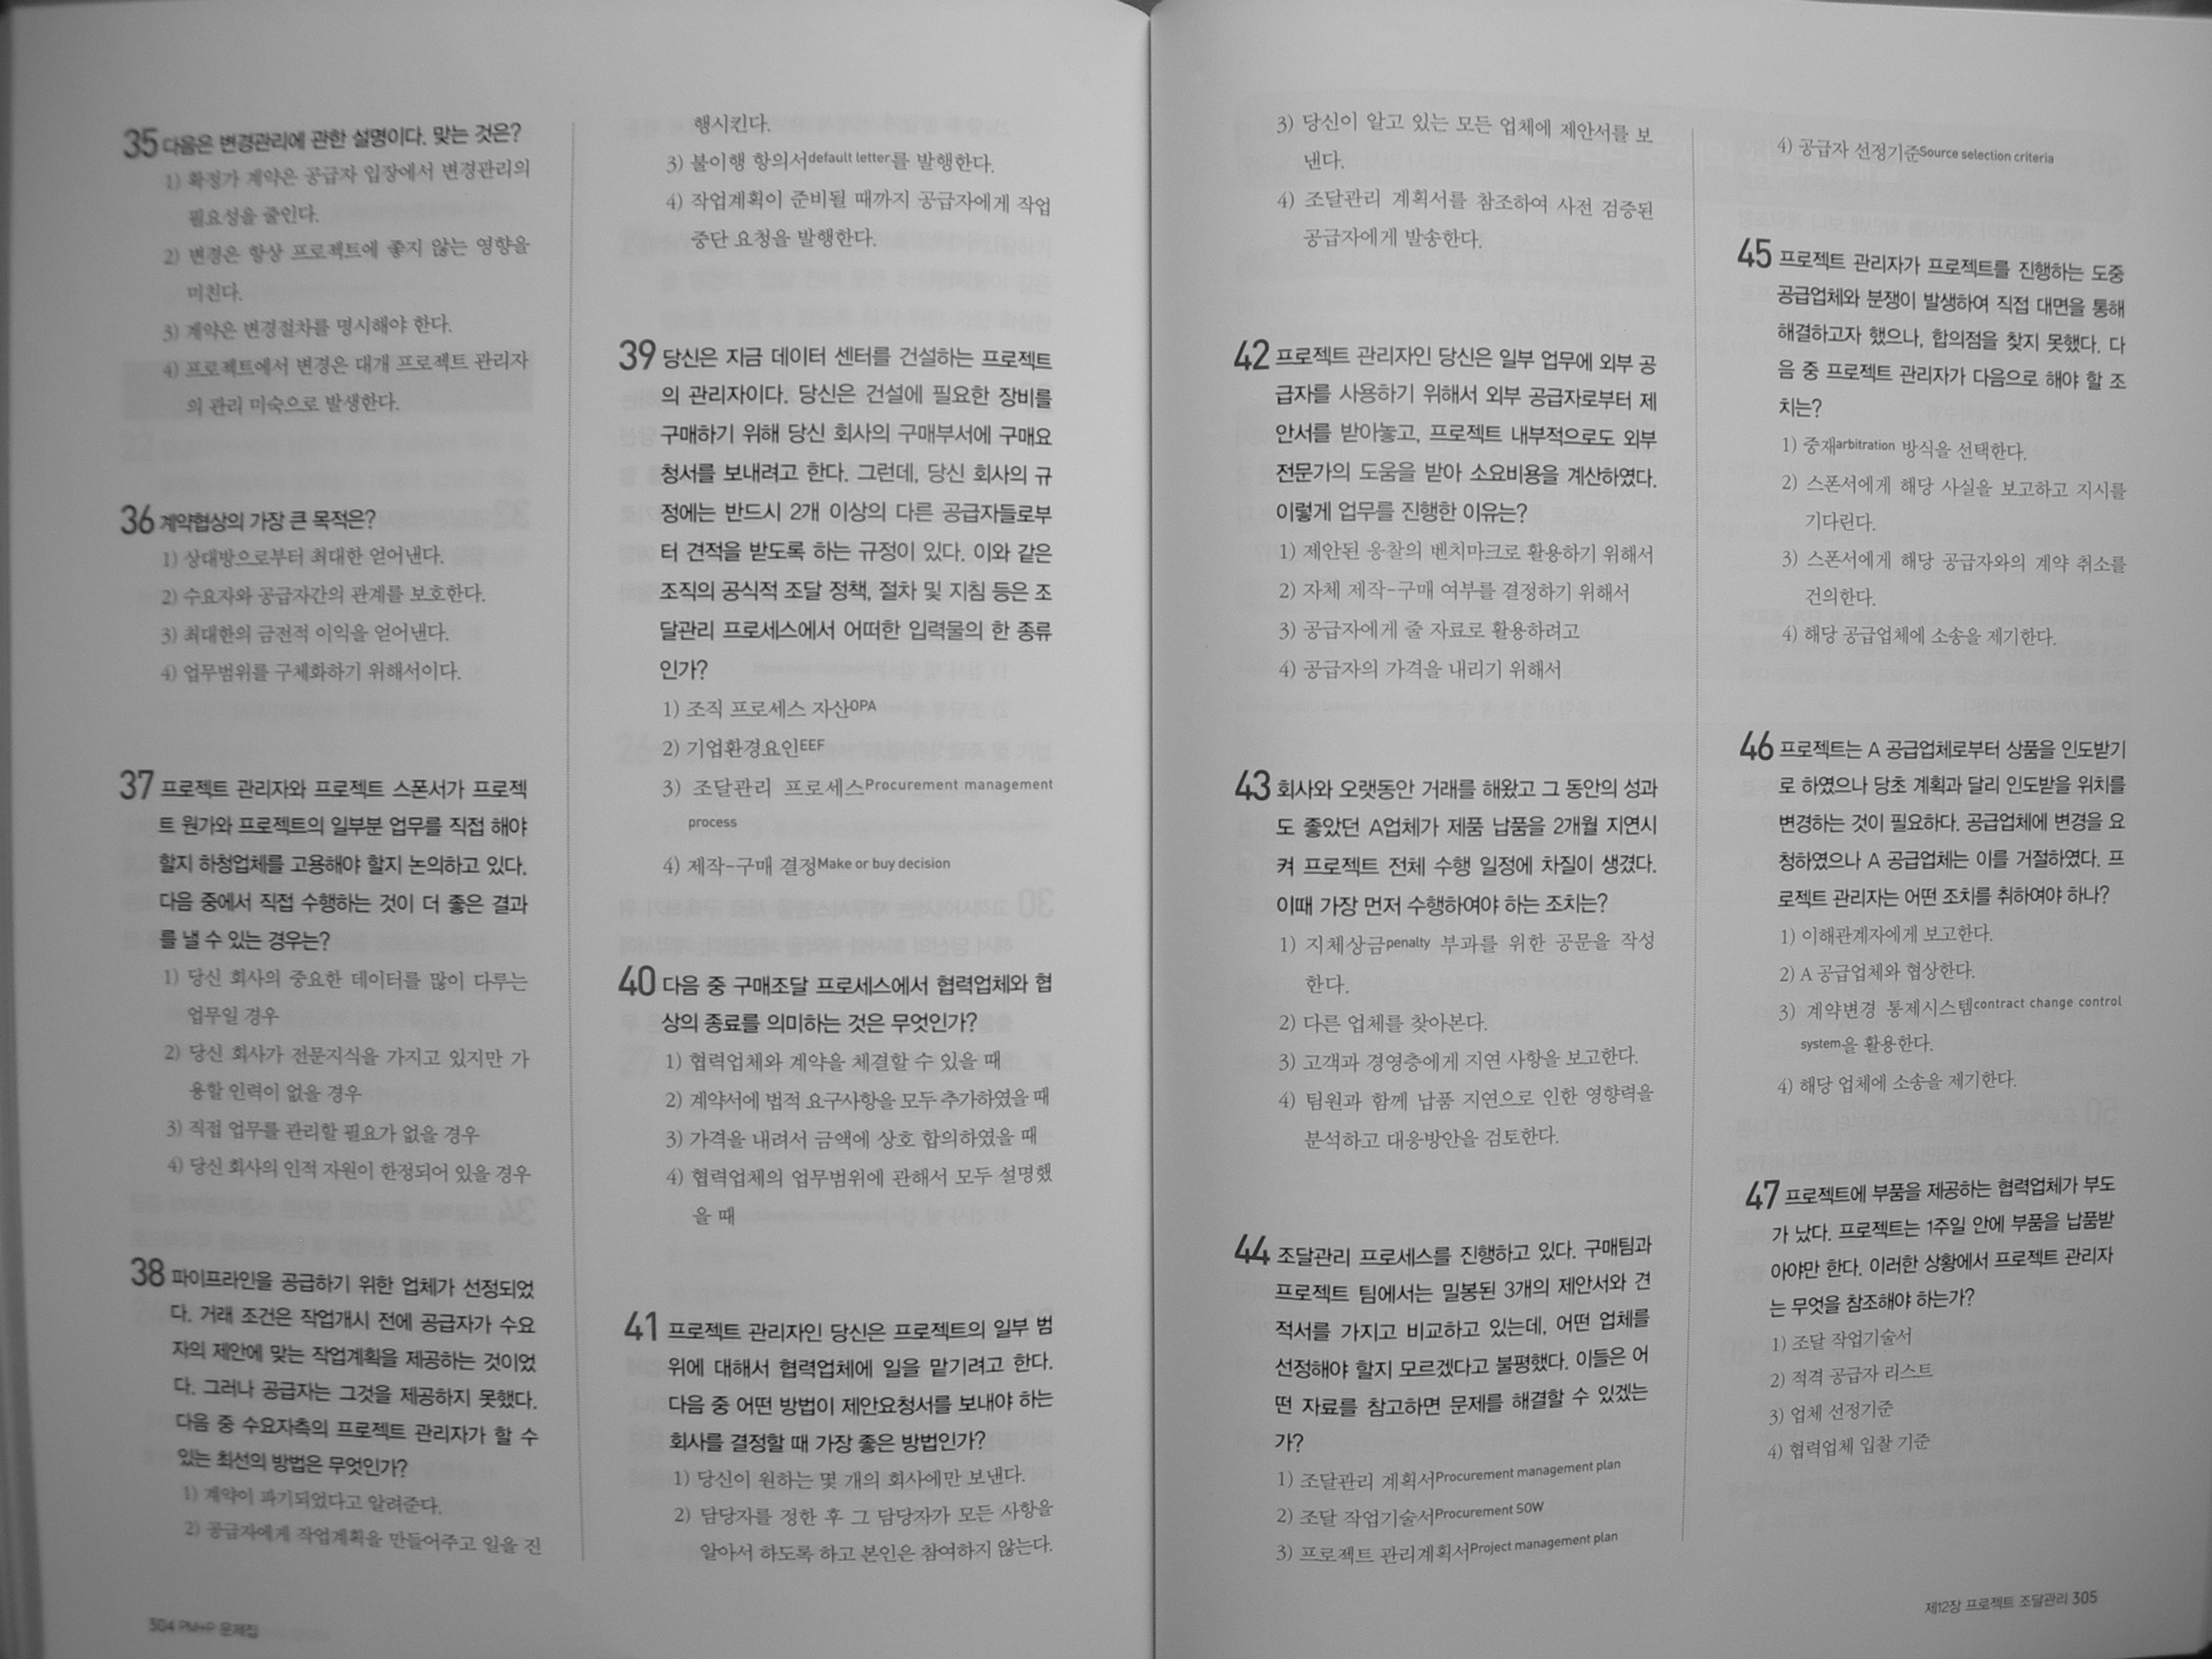 35 다음은 변경관리에 관한 설명이다. 맞는 것은?
1) 확정가 계약은 공급자 입장에서 변경관리의
필요성을 줄인다.
2) 변경은 항상 프로젝트에 좋지 않는 영향을
미친다.
3) 계약은 변경절차를 명시해야 한다.
4) 프로젝트에서 변경은 대개 프로젝트 관리자
의 관리 미숙으로 발생한다.
36 계약협상의 가장 큰 목적은?
1) 상대방으로부터 최대한 얻어낸다.
2) 수요자와 공급자간의 관계를 보호한다.
3) 최대한의 금전적 이익을 얻어낸다.
4) 업무범위를 구체화하기 위해서이다.
37 프로젝트 관리자와 프로젝트 스폰서가 프로젝
트 원가와 프로젝트의 일부분 업무를 직접 해야
할지 하청업체를 고용해야 할지 논의하고 있다.
다음 중에서 직접 수행하는 것이 더 좋은 결과
를 낼 수 있는 경우는?
1) 당신 회사의 중요한 데이터를 많이 다루는
업무일 경우
2) 당신 회사가 전문지식을 가지고 있지만 가
용할 인력이 없을 경우
3) 직접 업무를 관리할 필요가 없을 경우
4) 당신 회사의 인적 자원이 한정되어 있을 경우
38 파이프라인을 공급하기 위한 업체가 선정되었
다. 거래 조건은 작업개시 전에 공급자가 수요
자의 제안에 맞는 작업계획을 제공하는 것이었
다. 그러나 공급자는 그것을 제공하지 못했다.
다음 중 수요자측의 프로젝트 관리자가 할 수
있는 최선의 방법은 무엇인가?
1) 계약이 파기되었다고 알려준다.
2) 공급자에게 작업계획을 만들어주고 일을 진
행시킨다.
3) 불이행 항의서default letter를 발행한다.
4) 작업계획이 준비될 때까지 공급자에게 작업
중단 요청을 발행한다.
39 당신은 지금 데이터 센터를 건설하는 프로젝트
의 관리자이다. 당신은 건설에 필요한 장비를
구매하기 위해 당신 회사의 구매부서에 구매요
청서를 보내려고 한다. 그런데, 당신 회사의 규
정에는 반드시 2개 이상의 다른 공급자들로부
터 견적을 받도록 하는 규정이 있다. 이와 같은
조직의 공식적 조달 정책, 절차 및 지침 등은 조
달관리 프로세스에서 어떠한 입력물의 한 종류
인가?
1) 조직 프로세스 자산OPA
2) 기업환경요인EEF
3) 조달관리 프로세스Procurement management
process
4) 제작-구매 결정Make or buy decision
40 다음 중 구매조달 프로세스에서 협력업체와 협
상의 종료를 의미하는 것은 무엇인가?
1) 협력업체와 계약을 체결할 수 있을 때
2) 계약서에 법적 요구사항을 모두 추가하였을 때
3) 가격을 내려서 금액에 상호 합의하였을 때
4) 협력업체의 업무범위에 관해서 모두 설명했
을 때
41 프로젝트 관리자인 당신은 프로젝트의 일부 범
위에 대해서 협력업체에 일을 맡기려고 한다.
다음 중 어떤 방법이 제안요청서를 보내야 하는
회사를 결정할 때 가장 좋은 방법인가?
1) 당신이 원하는 몇 개의 회사에만 보낸다.
2) 담당자를 정한 후 그 담당자가 모든 사항을
알아서 하도록 하고 본인은 참여하지 않는다.
304 PM+P 문제집
3) 당신이 알고 있는 모든 업체에 제안서를 보
낸다.
4) 조달관리 계획서를 참조하여 사전 검증된
공급자에게 발송한다.
42 프로젝트 관리자인 당신은 일부 업무에 외부 공
급자를 사용하기 위해서 외부 공급자로부터 제
안서를 받아놓고, 프로젝트 내부적으로도 외부
전문가의 도움을 받아 소요비용을 계산하였다.
이렇게 업무를 진행한 이유는?
1) 제안된 응찰의 벤치마크로 활용하기 위해서
2) 자체 제작-구매 여부를 결정하기 위해서
3) 공급자에게 줄 자료로 활용하려고
4) 공급자의 가격을 내리기 위해서
43 회사와 오랫동안 거래를 해왔고 그 동안의 성과
도 좋았던 A업체가 제품 납품을 2개월 지연시
켜 프로젝트 전체 수행 일정에 차질이 생겼다.
이때 가장 먼저 수행하여야 하는 조치는?
1) 지체상금penalty 부과를 위한 공문을 작성
한다.
2) 다른 업체를 찾아본다.
3) 고객과 경영층에게 지연 사항을 보고한다.
4) 팀원과 함께 납품 지연으로 인한 영향력을
분석하고 대응방안을 검토한다.
44 조달관리 프로세스를 진행하고 있다. 구매팀과
프로젝트 팀에서는 밀봉된 3개의 제안서와 견
적서를 가지고 비교하고 있는데, 어떤 업체를
선정해야 할지 모르겠다고 불평했다. 이들은 어
떤 자료를 참고하면 문제를 해결할 수 있겠는
가?
1) 조달관리 계획서Procurement management plan
2) 조달 작업기술서Procurement SOW
3) 프로젝트 관리계획서Project management plan
4) 공급자 선정기준Source selection criteria
45 프로젝트 관리자가 프로젝트를 진행하는 도중
공급업체와 분쟁이 발생하여 직접 대면을 통해
해결하고자 했으나, 합의점을 찾지 못했다. 다
음 중 프로젝트 관리자가 다음으로 해야 할 조
치는?
1) 중재arbitration 방식을 선택한다.
2) 스폰서에게 해당 사실을 보고하고 지시를
기다린다.
3) 스폰서에게 해당 공급자와의 계약 취소를
건의한다.
4) 해당 공급업체에 소송을 제기한다.
46 프로젝트는 A 공급업체로부터 상품을 인도받기
로 하였으나 당초 계획과 달리 인도받을 위치를
변경하는 것이 필요하다. 공급업체에 변경을 요
청하였으나 A 공급업체는 이를 거절하였다. 프
로젝트 관리자는 어떤 조치를 취하여야 하나?
1) 이해관계자에게 보고한다.
2) A 공급업체와 협상한다.
3) 계약변경 통제시스템contract change control
system을 활용한다.
4) 해당 업체에 소송을 제기한다.
47 프로젝트에 부품을 제공하는 협력업체가 부도
가 났다. 프로젝트는 1주일 안에 부품을 납품받
아야만 한다. 이러한 상황에서 프로젝트 관리자
는 무엇을 참조해야 하는가?
1) 조달 작업기술서
2) 적격 공급자 리스트
3) 업체 선정기준
4) 협력업체 입찰 기준
제12장 프로젝트 조달관리 305